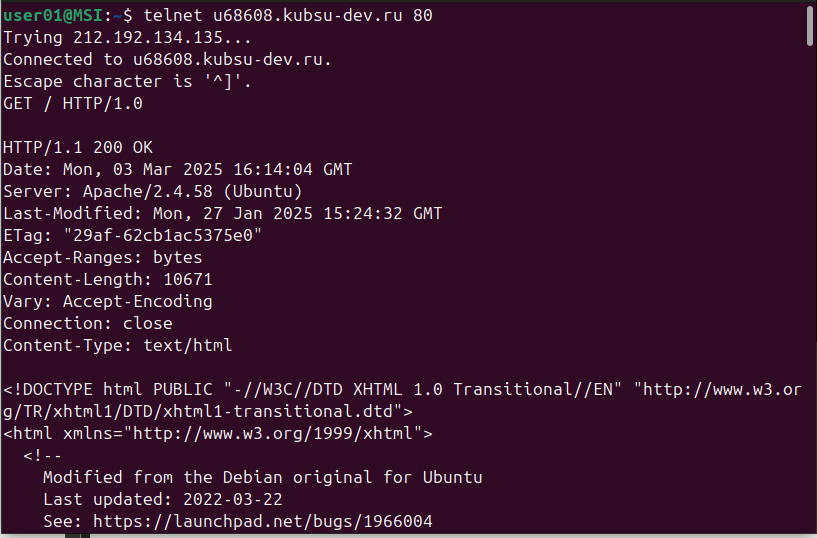 user01@MSI:~$ telnet u68608.kubsu-dev.ru 80
Trying 212.192.134.135...
Connected to u68608.kubsu-dev.ru.
Escape character is '^]'.
GET / HTTP/1.0

HTTP/1.1 200 OK
Date: Mon, 03 Mar 2025 16:14:04 GMT
Server: Apache/2.4.58 (Ubuntu)
Last-Modified: Mon, 27 Jan 2025 15:24:32 GMT
ETag: "29af-62cb1ac5375e0"
Accept-Ranges: bytes
Content-Length: 10671
Vary: Accept-Encoding
Connection: close
Content-Type: text/html

<!DOCTYPE html PUBLIC "-//W3C//DTD XHTML 1.0 Transitional//EN" "http://www.w3.or
g/TR/xhtml1/DTD/xhtml1-transitional.dtd">
<html xmlns="http://www.w3.org/1999/xhtml">
  <!--
    Modified from the Debian original for Ubuntu
    Last updated: 2022-03-22
    See: https://launchpad.net/bugs/1966004